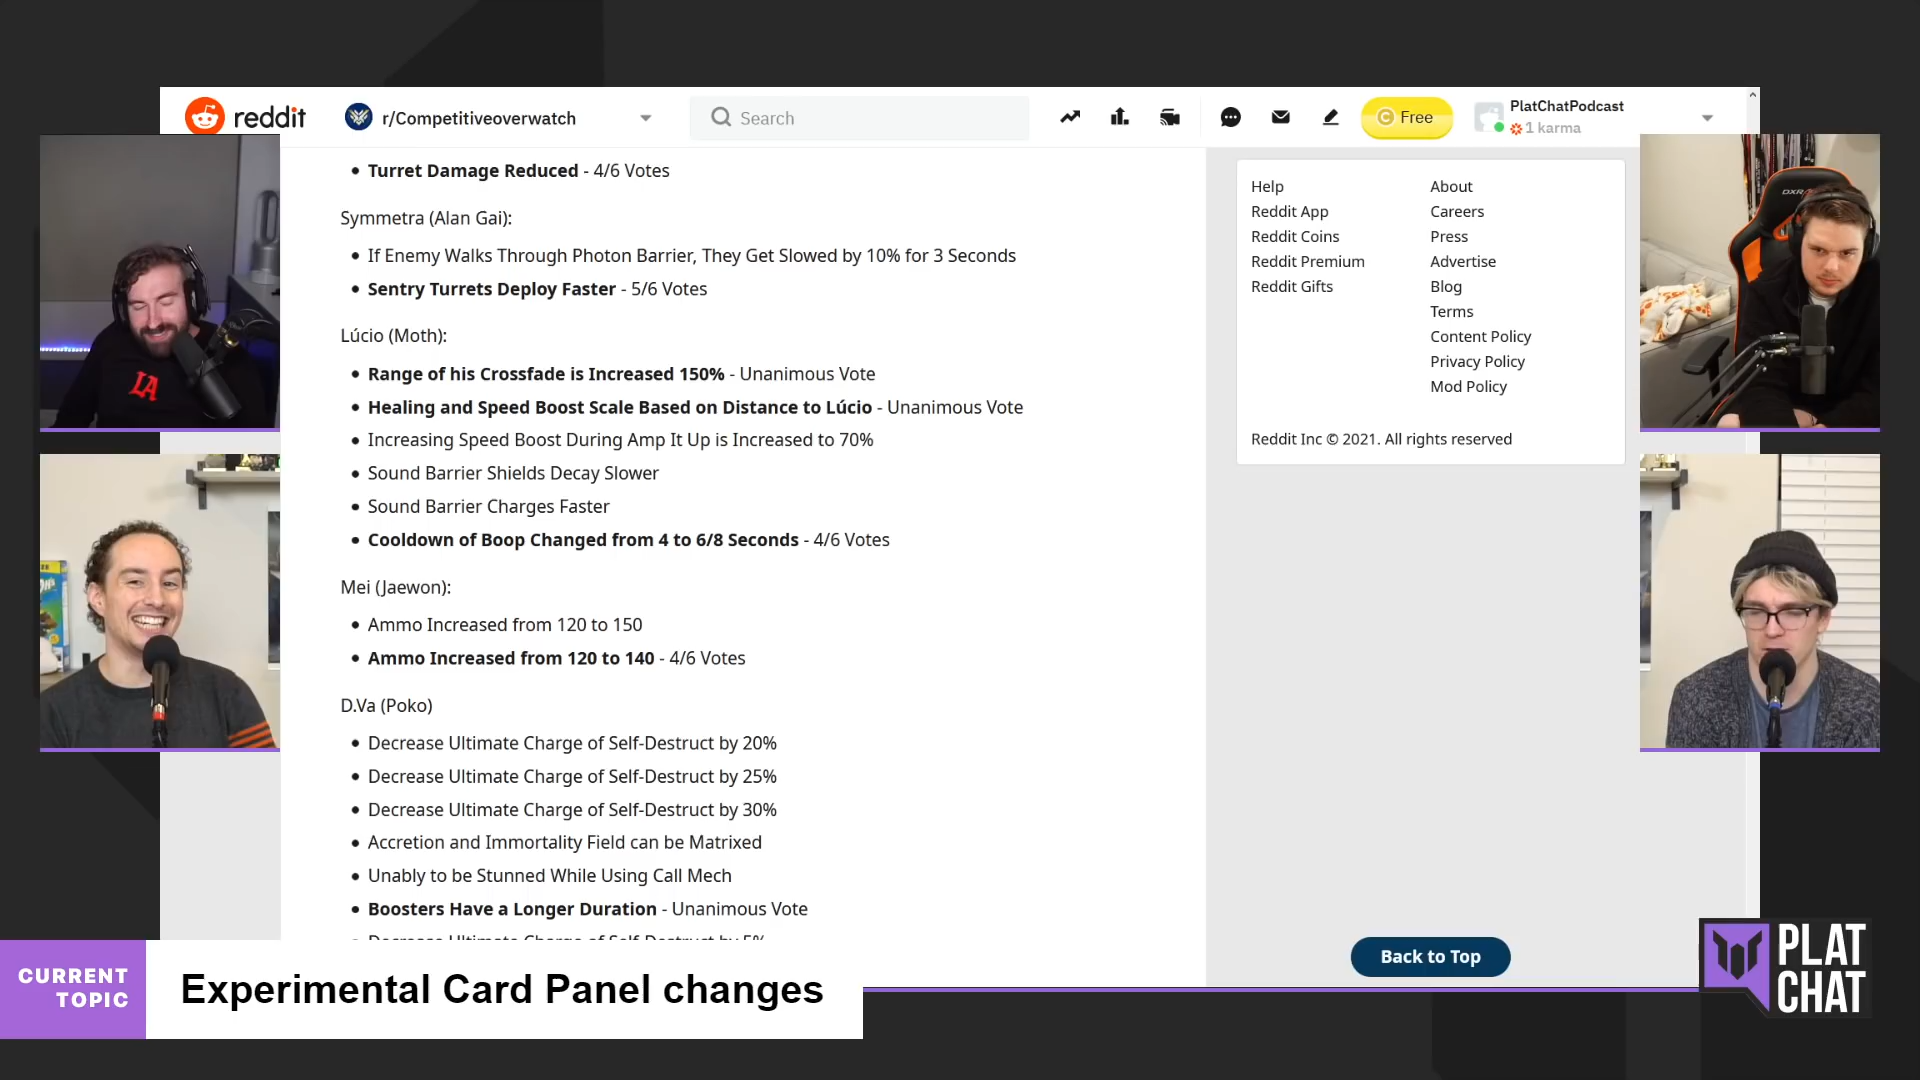 reddit
r/Competitiveoverwatch
Search
Free
PlatChatPodcast
1 karma
Turret Damage Reduced - 4/6 Votes
Symmetra (Alan Gai):
If Enemy Walks Through Photon Barrier, They Get Slowed by 10% for 3 Seconds
Sentry Turrets Deploy Faster - 5/6 Votes
Lúcio (Moth):
Range of his Crossfade is Increased 150% - Unanimous Vote
Healing and Speed Boost Scale Based on Distance to Lúcio - Unanimous Vote
Increasing Speed Boost During Amp It Up is Increased to 70%
Sound Barrier Shields Decay Slower
Sound Barrier Charges Faster
Cooldown of Boop Changed from 4 to 6/8 Seconds - 4/6 Votes
Mei (Jaewon):
Ammo Increased from 120 to 150
Ammo Increased from 120 to 140 - 4/6 Votes
D.Va (Poko)
Decrease Ultimate Charge of Self-Destruct by 20%
Decrease Ultimate Charge of Self-Destruct by 25%
Decrease Ultimate Charge of Self-Destruct by 30%
Accretion and Immortality Field can be Matrixed
Unably to be Stunned While Using Call Mech
Boosters Have a Longer Duration - Unanimous Vote
Decrease Ultimate Charge of Self-Destruct by 5%
Help
Reddit App
Reddit Coins
Reddit Premium
Reddit Gifts
About
Careers
Press
Advertise
Blog
Terms
Content Policy
Privacy Policy
Mod Policy
Reddit Inc © 2021. All rights reserved
Back to Top
LA
DXRA
CURRENT
TOPIC
Experimental Card Panel changes
PLAT
CHAT